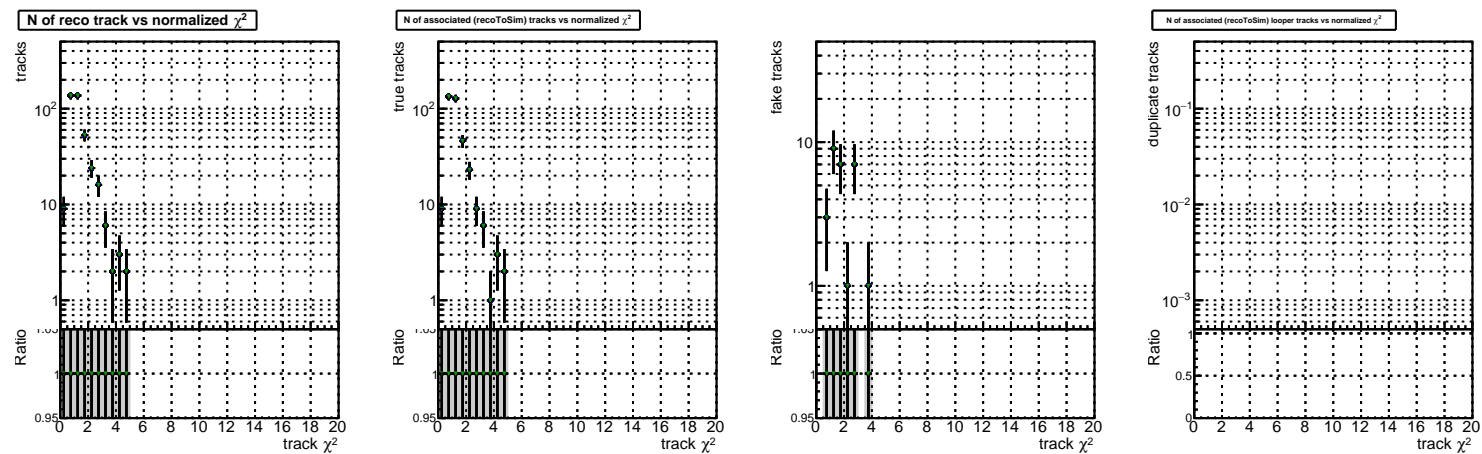 N of reco track vs normalized χ²
tracks
10²
10
1
Ratio
1.05
1
0.95
0 2 4 6 8 10 12 14 16 18 20
track χ²
N of associated (recoToSim) tracks vs normalized χ²
true tracks
10²
10
1
Ratio
1.05
1
0.95
0 2 4 6 8 10 12 14 16 18 20
track χ²
fake tracks
10
1
Ratio
1.05
1
0.95
0 2 4 6 8 10 12 14 16 18 20
track χ²
N of associated (recoToSim) looper tracks vs normalized χ²
duplicate tracks
10⁻¹
10⁻²
10⁻³
Ratio
1
0.5
0
0 2 4 6 8 10 12 14 16 18 20
track χ²